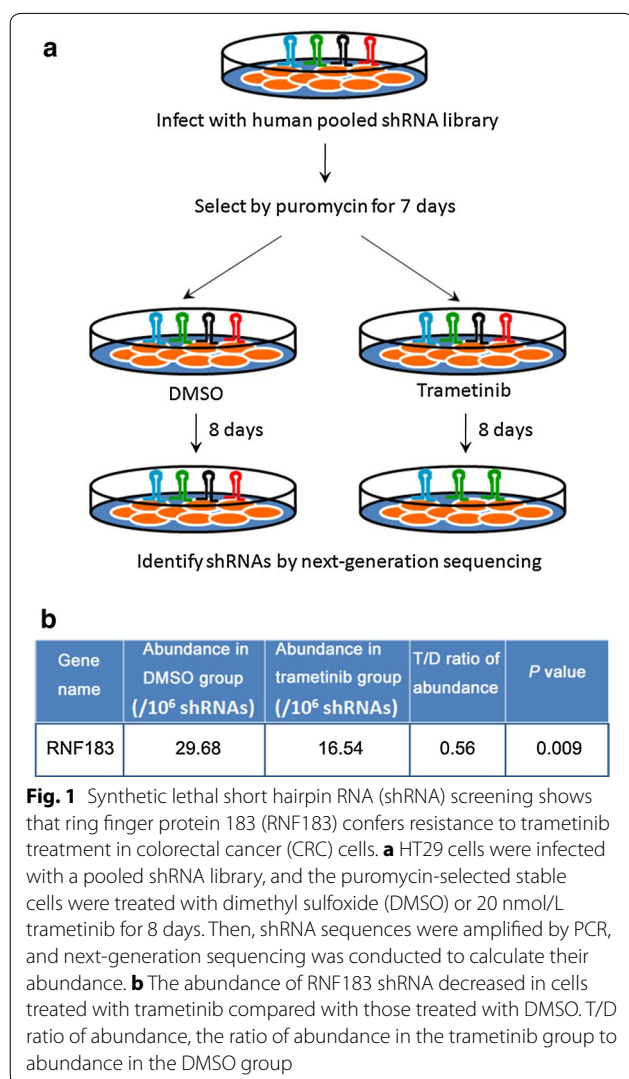 a
Infect with human pooled shRNA library
Select by puromycin for 7 days
DMSO
Trametinib
8 days
8 days
Identify shRNAs by next-generation sequencing
b
Gene name
Abundance in DMSO group (/10⁶ shRNAs)
Abundance in trametinib group (/10⁶ shRNAs)
T/D ratio of abundance
P value
RNF183 29.68 16.54 0.56 0.009
Fig. 1 Synthetic lethal short hairpin RNA (shRNA) screening shows
that ring finger protein 183 (RNF183) confers resistance to trametinib
treatment in colorectal cancer (CRC) cells. a HT29 cells were infected
with a pooled shRNA library, and the puromycin-selected stable
cells were treated with dimethyl sulfoxide (DMSO) or 20 nmol/L
trametinib for 8 days. Then, shRNA sequences were amplified by PCR,
and next-generation sequencing was conducted to calculate their
abundance. b The abundance of RNF183 shRNA decreased in cells
treated with trametinib compared with those treated with DMSO. T/D
ratio of abundance, the ratio of abundance in the trametinib group to
abundance in the DMSO group